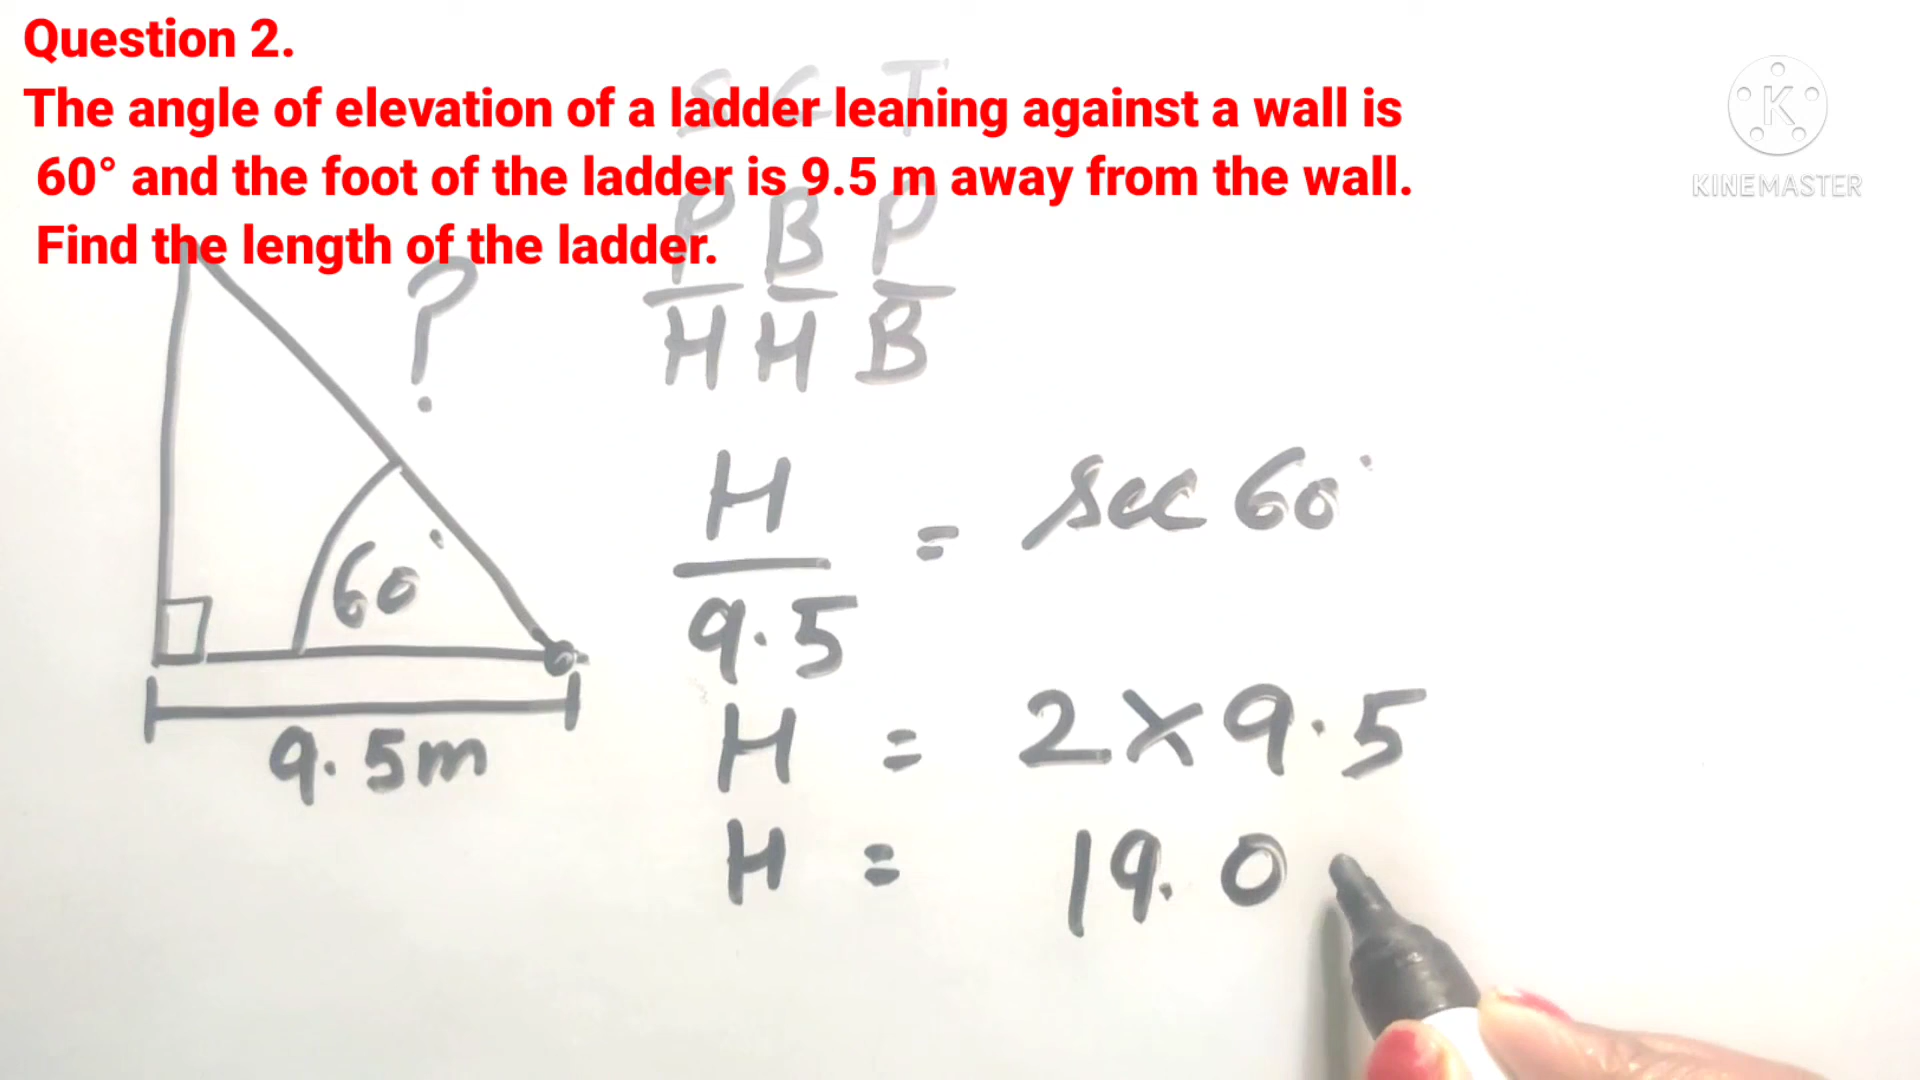 Question 2.
The angle of elevation of a ladder leaning against a wall is
60° and the foot of the ladder is 9.5 m away from the wall.
Find the length of the ladder.
K
KINEMASTER
S C T
P B P
H H B
?
60°
9.5m
H
9.5
= sec 60°
H = 2×9.5
H = 19.0